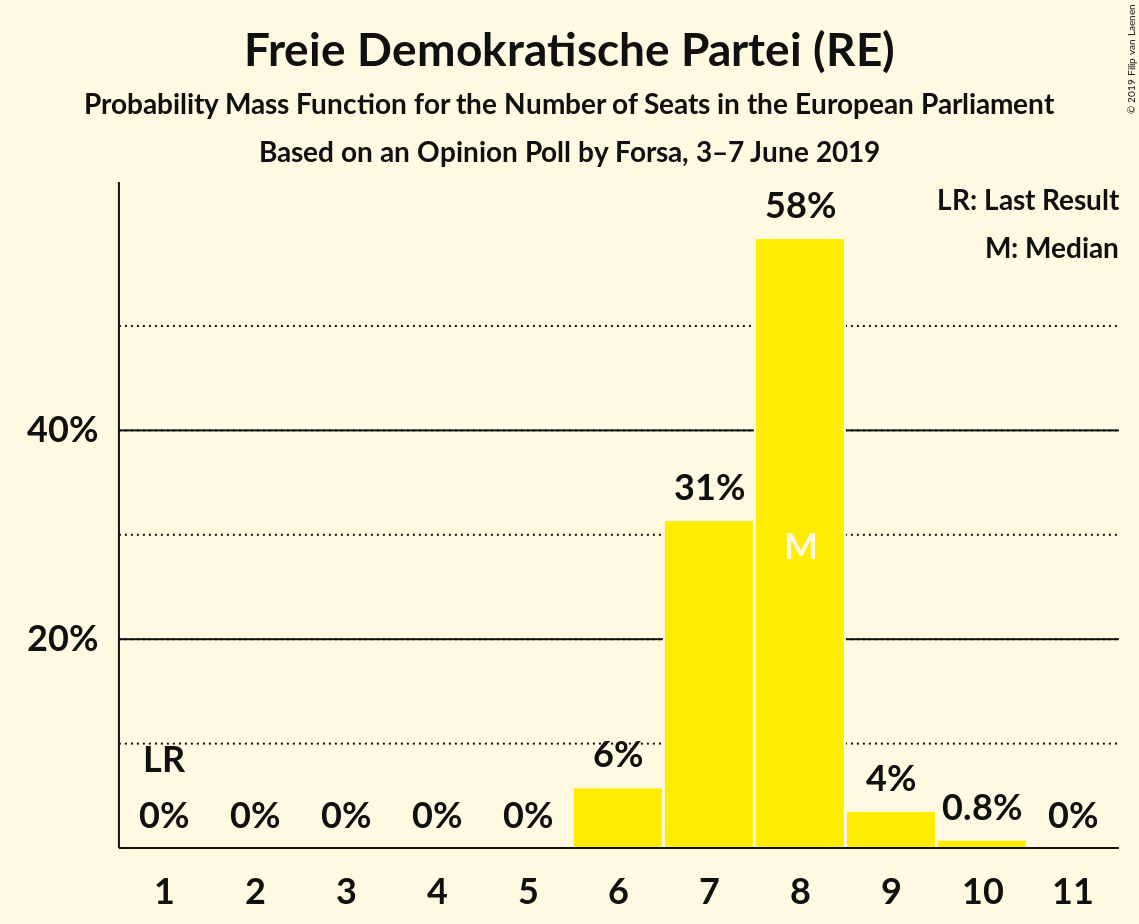 Freie Demokratische Partei (RE)
Probability Mass Function for the Number of Seats in the European Parliament
Based on an Opinion Poll by Forsa, 3–7 June 2019
© 2019 Filip van Laenen
LR: Last Result
M: Median
58%
40%
31%
M
20%
LR
6%
4%
0% 0% 0% 0% 0% 0.8% 0%
1 2 3 4 5 6 7 8 9 10 11